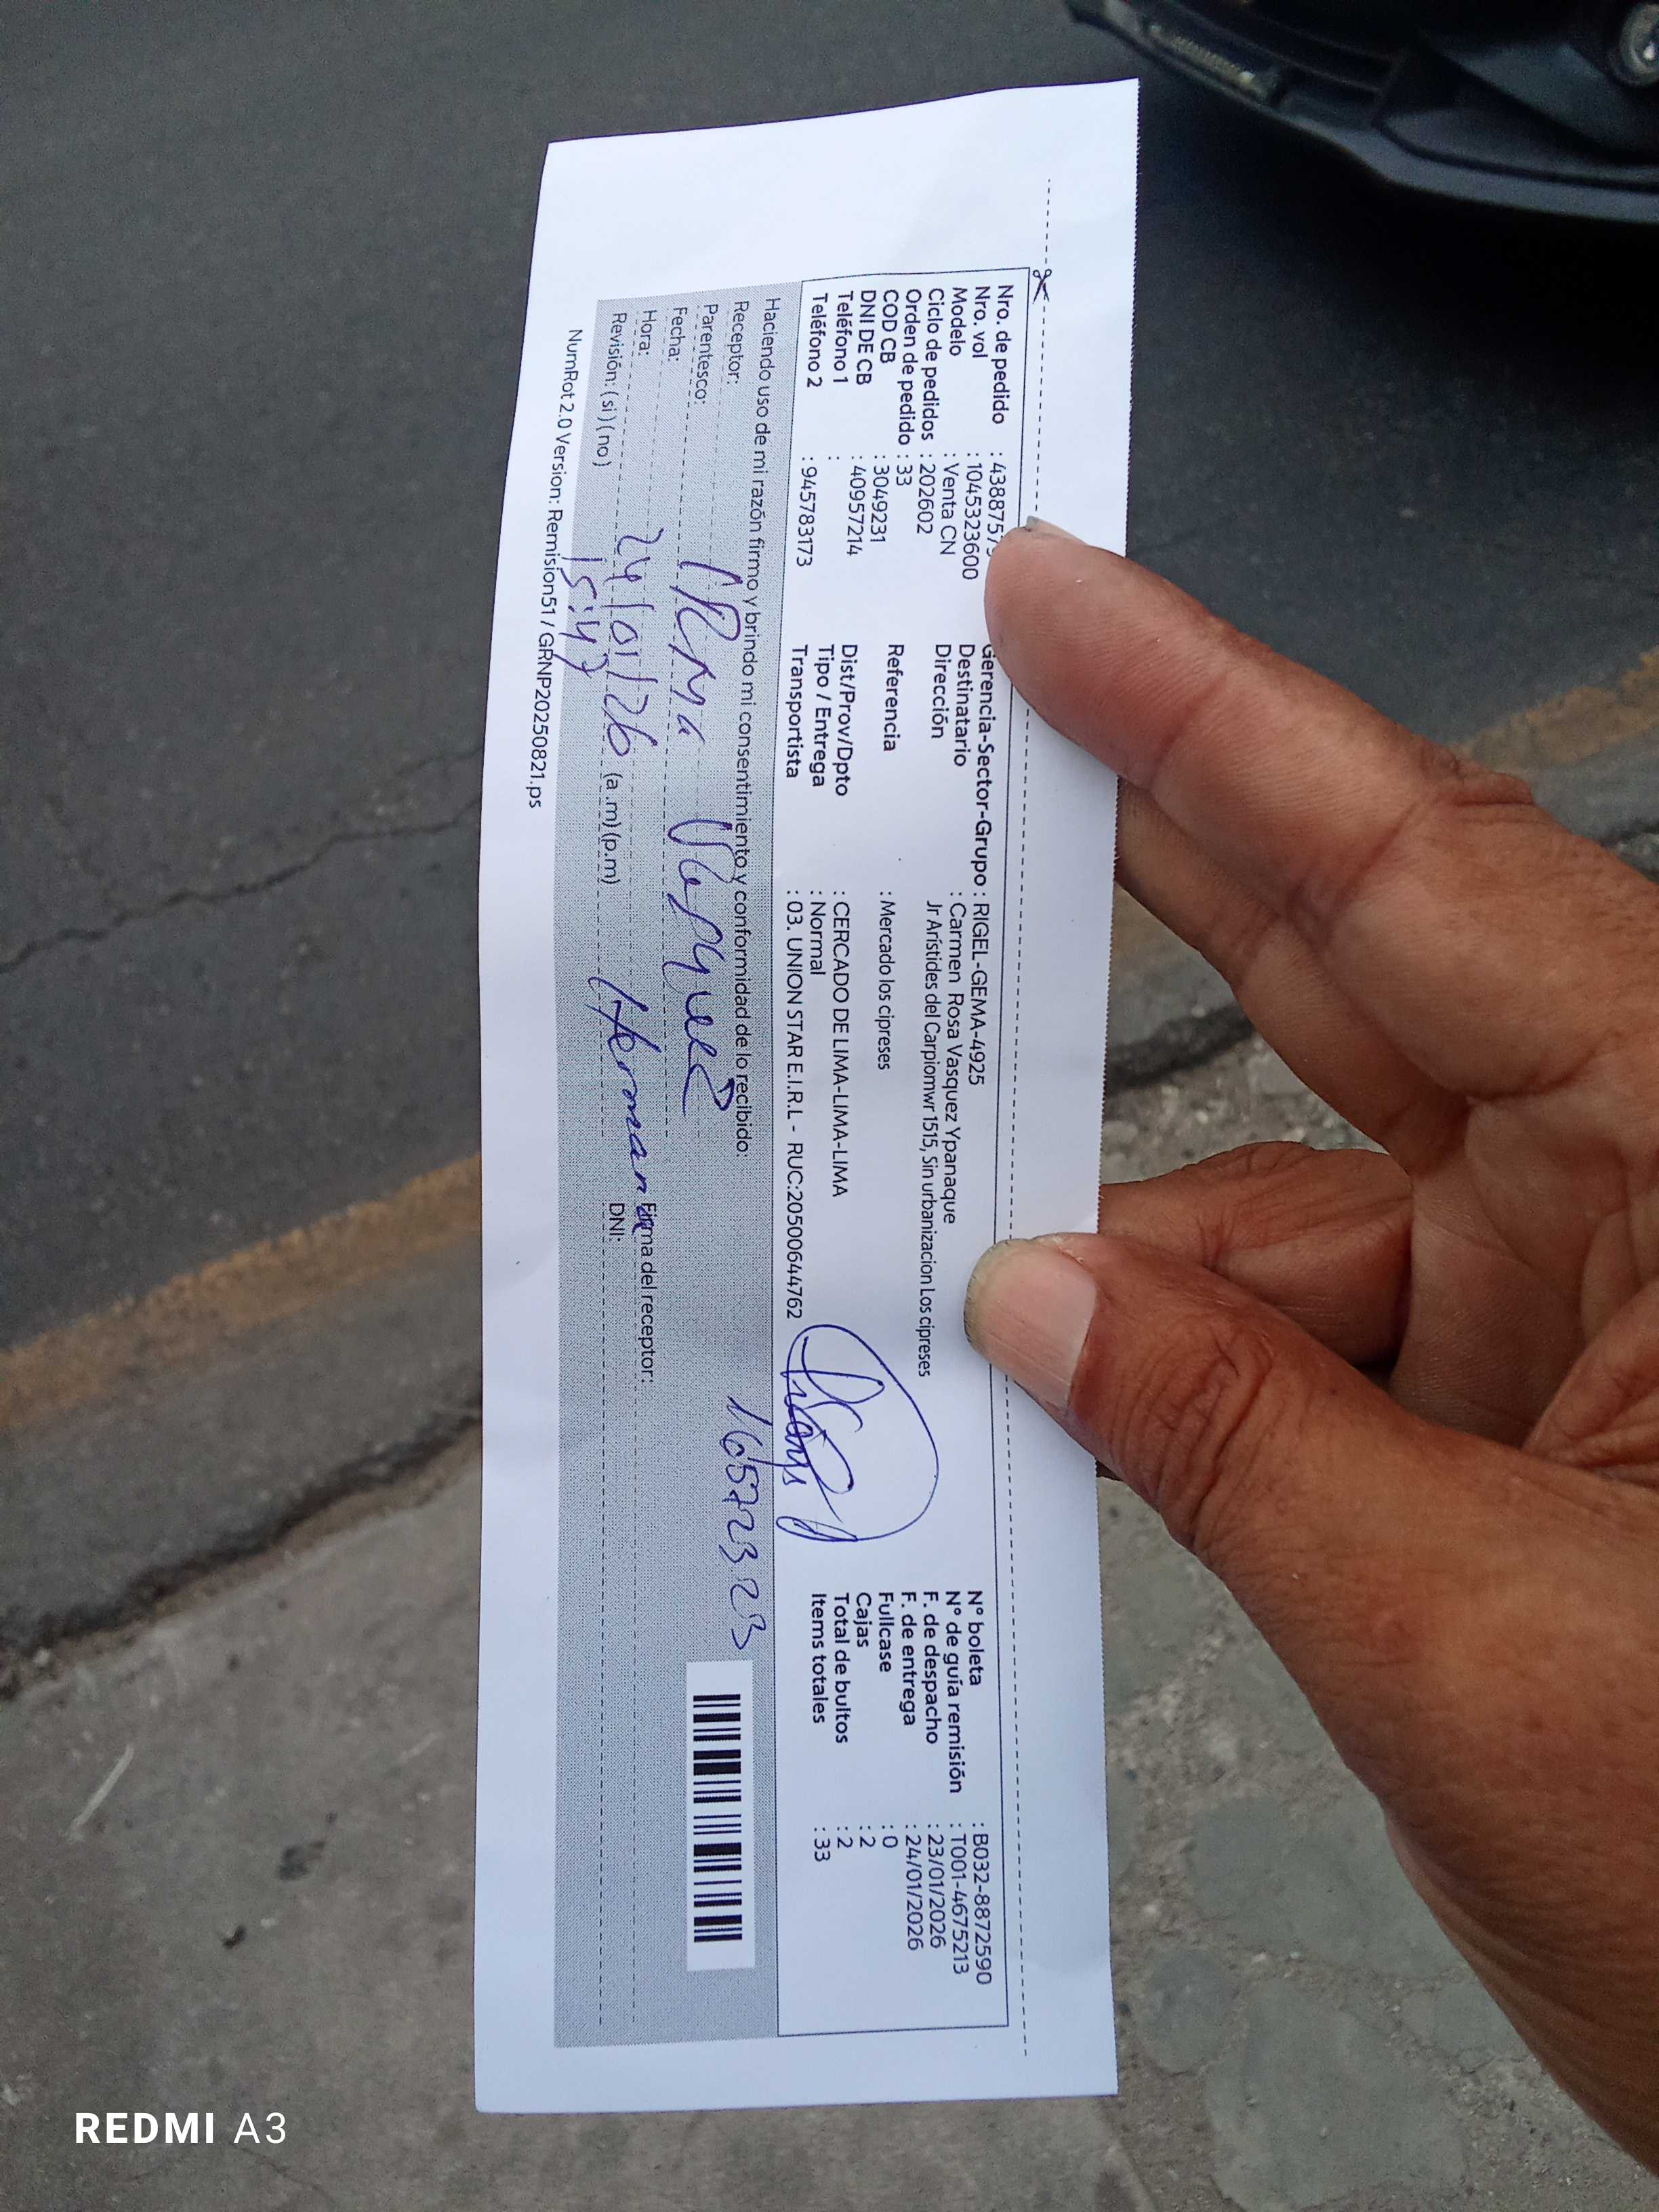 Nro. de pedido : 4388757
Nro. vol : 1045323600
Modelo : Venta CN
Ciclo de pedidos : 202602
Orden de pedido : 33
COD CB : 3049231
DNI DE CB : 40957214
Teléfono 1 :
Teléfono 2 : 945783173
Gerencia-Sector-Grupo : RIGEL-GEMA-4925
Destinatario : Carmen Rosa Vasquez Ypanaque
Dirección Jr Arístides del Carpiomwr 1515, Sin urbanizacion Los cipreses
Referencia : Mercado los cipreses
Dist/Prov/Dpto : CERCADO DE LIMA-LIMA-LIMA
Tipo / Entrega : Normal
Transportista : 03. UNION STAR E.I.R.L - RUC:20500644762
N° boleta : B032-8872590
N° de guía remisión : T001-4675213
F. de despacho : 23/01/2026
F. de entrega : 24/01/2026
Fullcase : 0
Cajas : 2
Total de bultos : 2
Items totales : 33
Haciendo uso de mi razón firmo y brindo mi consentimiento y conformidad de lo recibido:
Receptor: 16572323
Parentesco:
Fecha: 24/01/26
Hora: 15:43 (a .m) (p.m)
Firma del receptor:
Revisión: ( si ) ( no )
DNI:
NumRot 2.0 Version: Remision51 / GRNP20250821.ps
REDMI A3